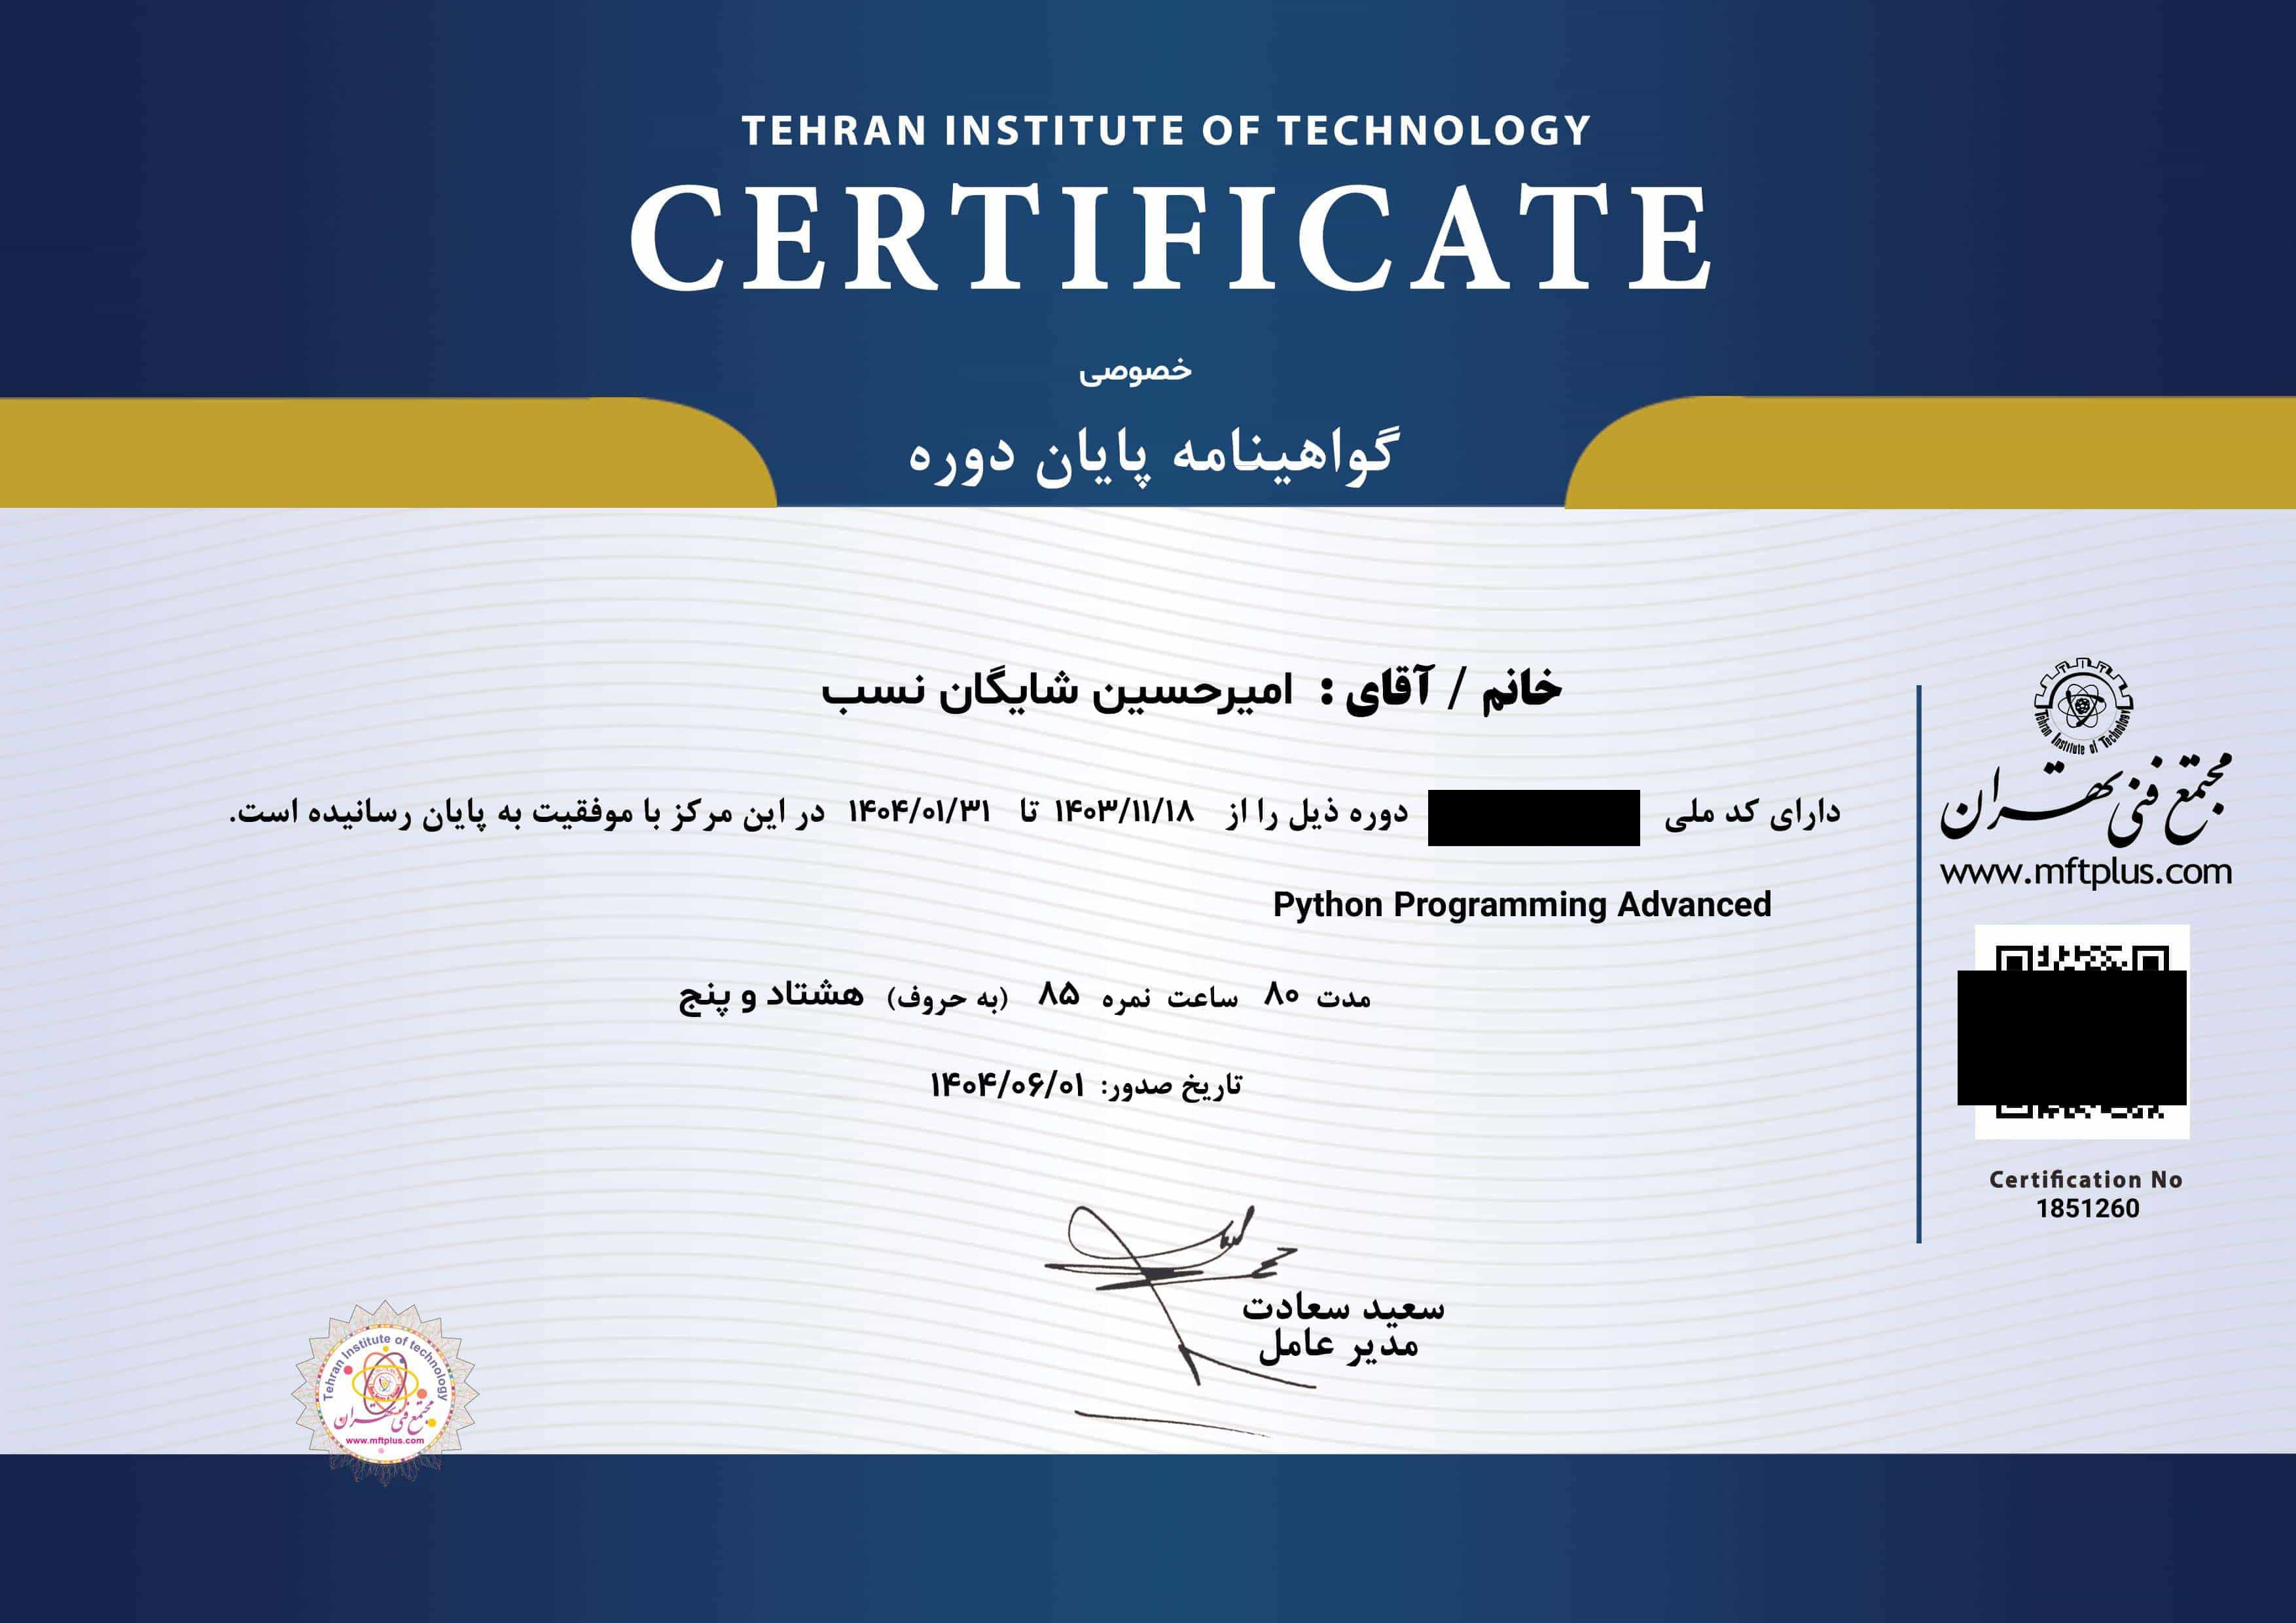 TEHRAN INSTITUTE OF TECHNOLOGY
CERTIFICATE
خصوصی
گواهینامه پایان دوره
خانم / آقای : امیرحسین شایگان نسب
دارای کد ملی دوره ذیل را از ۱۴۰۳/۱۱/۱۸ تا ۱۴۰۴/۰۱/۳۱ در این مرکز با موفقیت به پایان رسانیده است.
Python Programming Advanced
مدت ۸۰ ساعت نمره ۸۵ (به حروف) هشتاد و پنج
تاریخ صدور: ۱۴۰۴/۰۶/۰۱
سعید سعادت
مدیر عامل
Tehran Institute of Technology
مجتمع فنی تهران
www.mftplus.com
Certification No
1851260
Tehran Institute of technology
مجتمع فنی تهران
www.mftplus.com